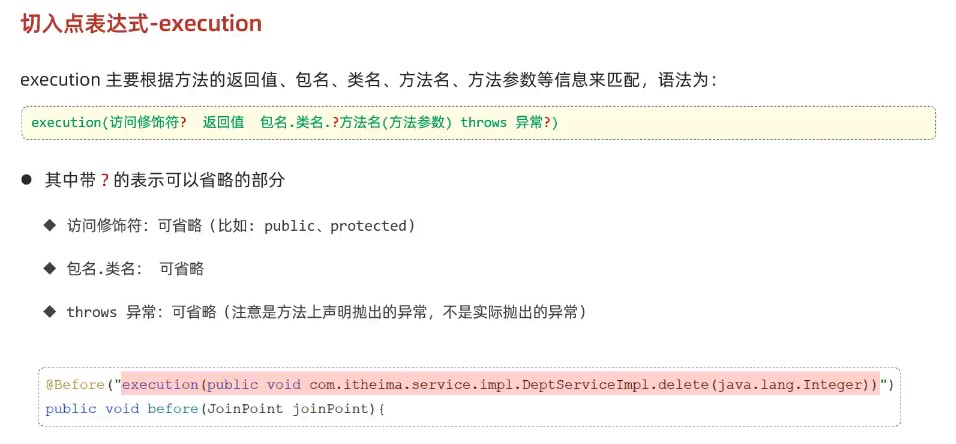 切入点表达式-execution
execution 主要根据方法的返回值、包名、类名、方法名、方法参数等信息来匹配，语法为：
execution(访问修饰符?  返回值  包名.类名.?方法名(方法参数) throws 异常?)
● 其中带 ? 的表示可以省略的部分
◆ 访问修饰符：可省略（比如: public、protected）
◆ 包名.类名： 可省略
◆ throws 异常：可省略（注意是方法上声明抛出的异常，不是实际抛出的异常）
@Before("execution(public void com.itheima.service.impl.DeptServiceImpl.delete(java.lang.Integer))")
public void before(JoinPoint joinPoint){